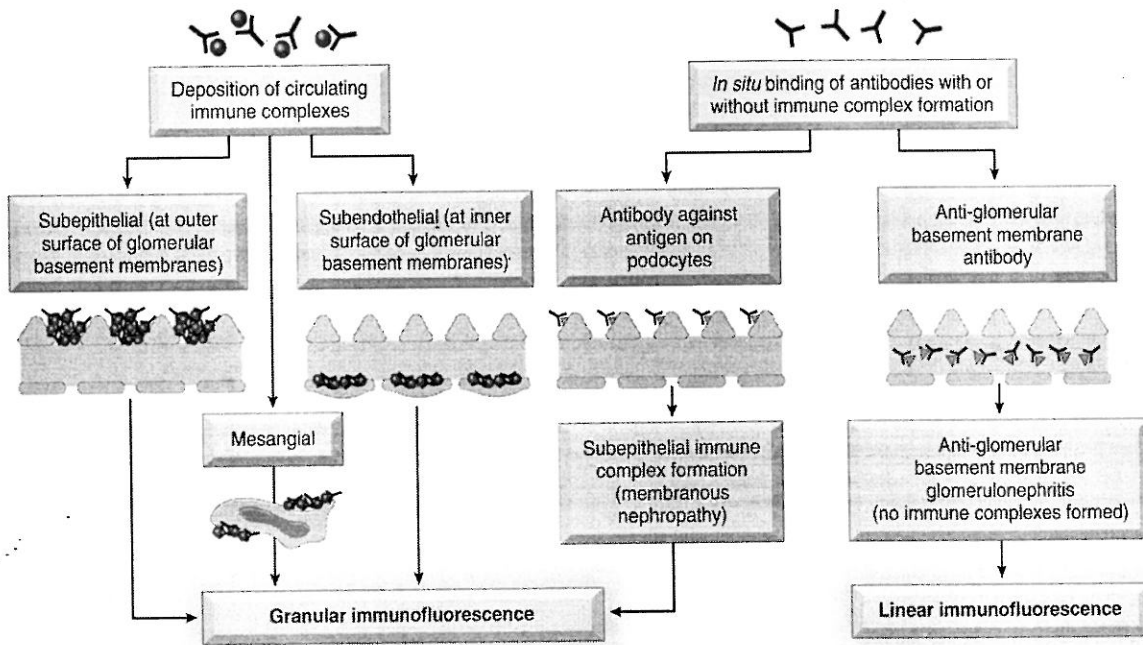 Deposition of circulating
immune complexes
In situ binding of antibodies with or
without immune complex formation
Subepithelial (at outer
surface of glomerular
basement membranes)
Subendothelial (at inner
surface of glomerular
basement membranes)
Antibody against
antigen on
podocytes
Anti-glomerular
basement membrane
antibody
Mesangial
Subepithelial immune
complex formation
(membranous
nephropathy)
Anti-glomerular
basement membrane
glomerulonephritis
(no immune complexes formed)
Granular immunofluorescence
Linear immunofluorescence